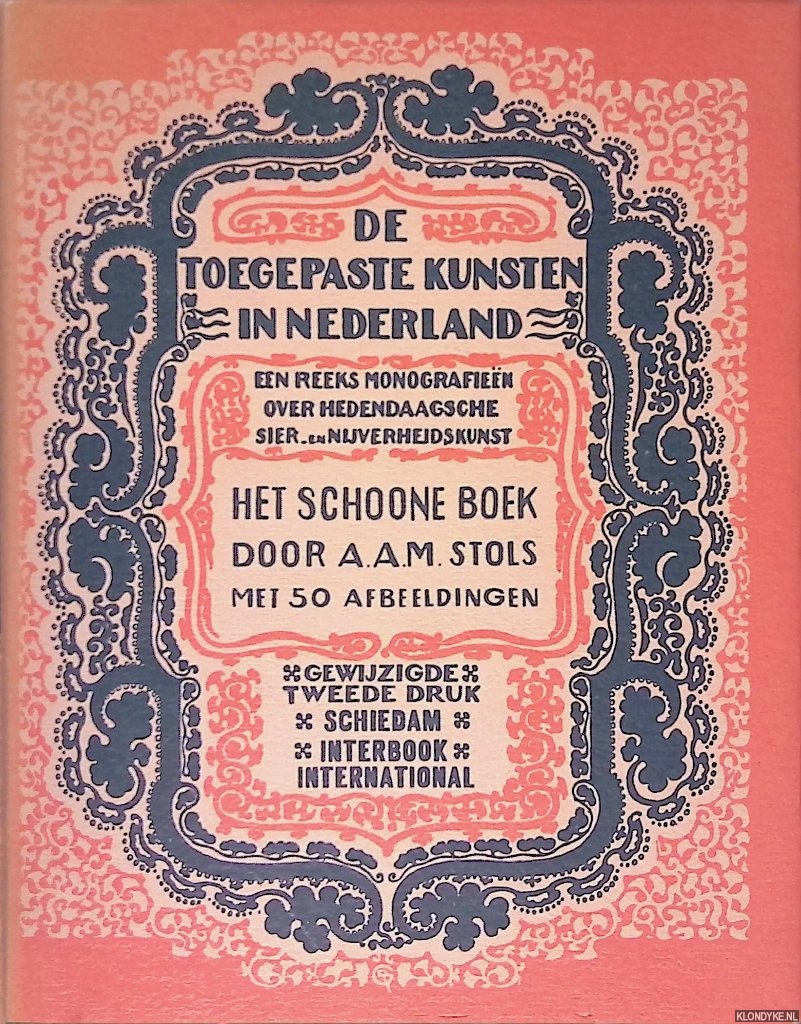 DE
TOEGEPASTE KUNSTEN
IN NEDERLAND
EEN REEKS MONOGRAFIEËN
OVER HEDENDAAGSCHE
SIER- EN NIJVERHEIDSKUNST
HET SCHOONE BOEK
DOOR A.A.M. STOLS
MET 50 AFBEELDINGEN
GEWIJZIGDE
TWEEDE DRUK
SCHIEDAM
INTERBOOK
INTERNATIONAL
KLONDYKE.NL